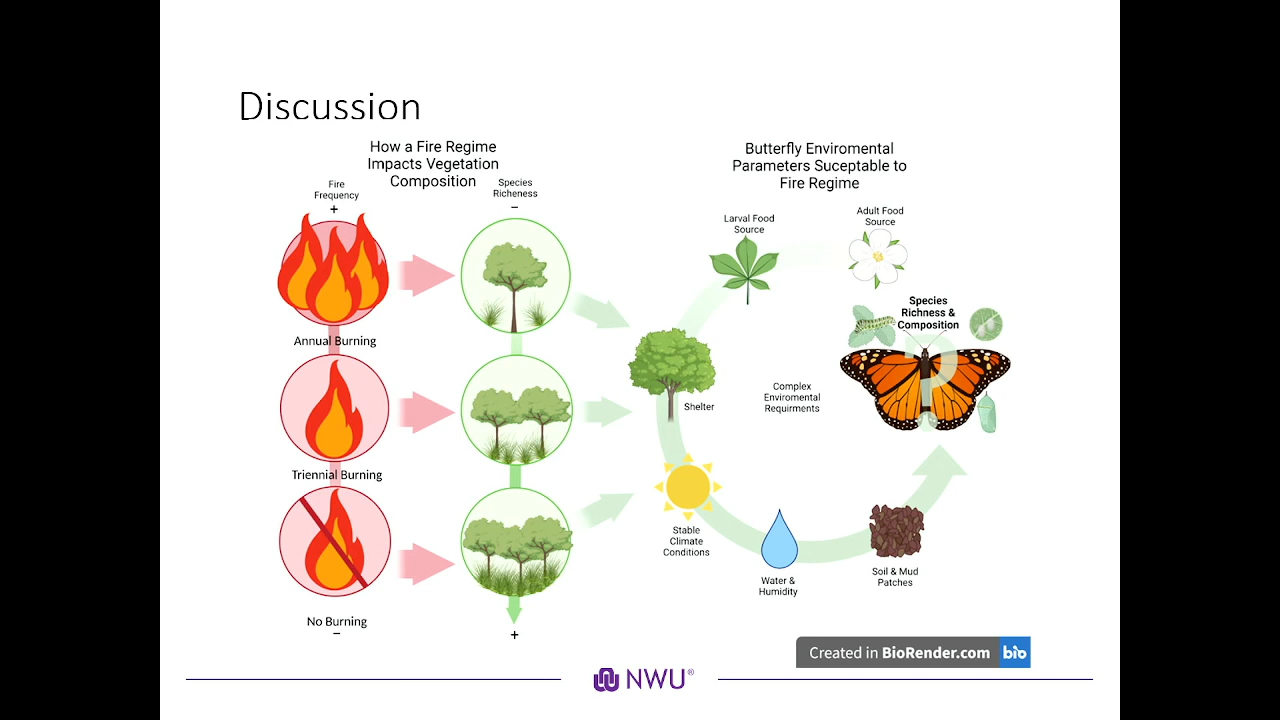 Discussion
How a Fire Regime
Impacts Vegetation
Composition
Fire
Frequency
+
Species
Richeness
−
Annual Burning
Triennial Burning
No Burning
−
+
Butterfly Enviromental
Parameters Suceptable to
Fire Regime
Larval Food
Source
Adult Food
Source
Species
Richness &
Composition
Shelter
Complex
Enviromental
Requirments
Stable
Climate
Conditions
Water &
Humidity
Soil & Mud
Patches
?
Created in BioRender.com bio
NWU®